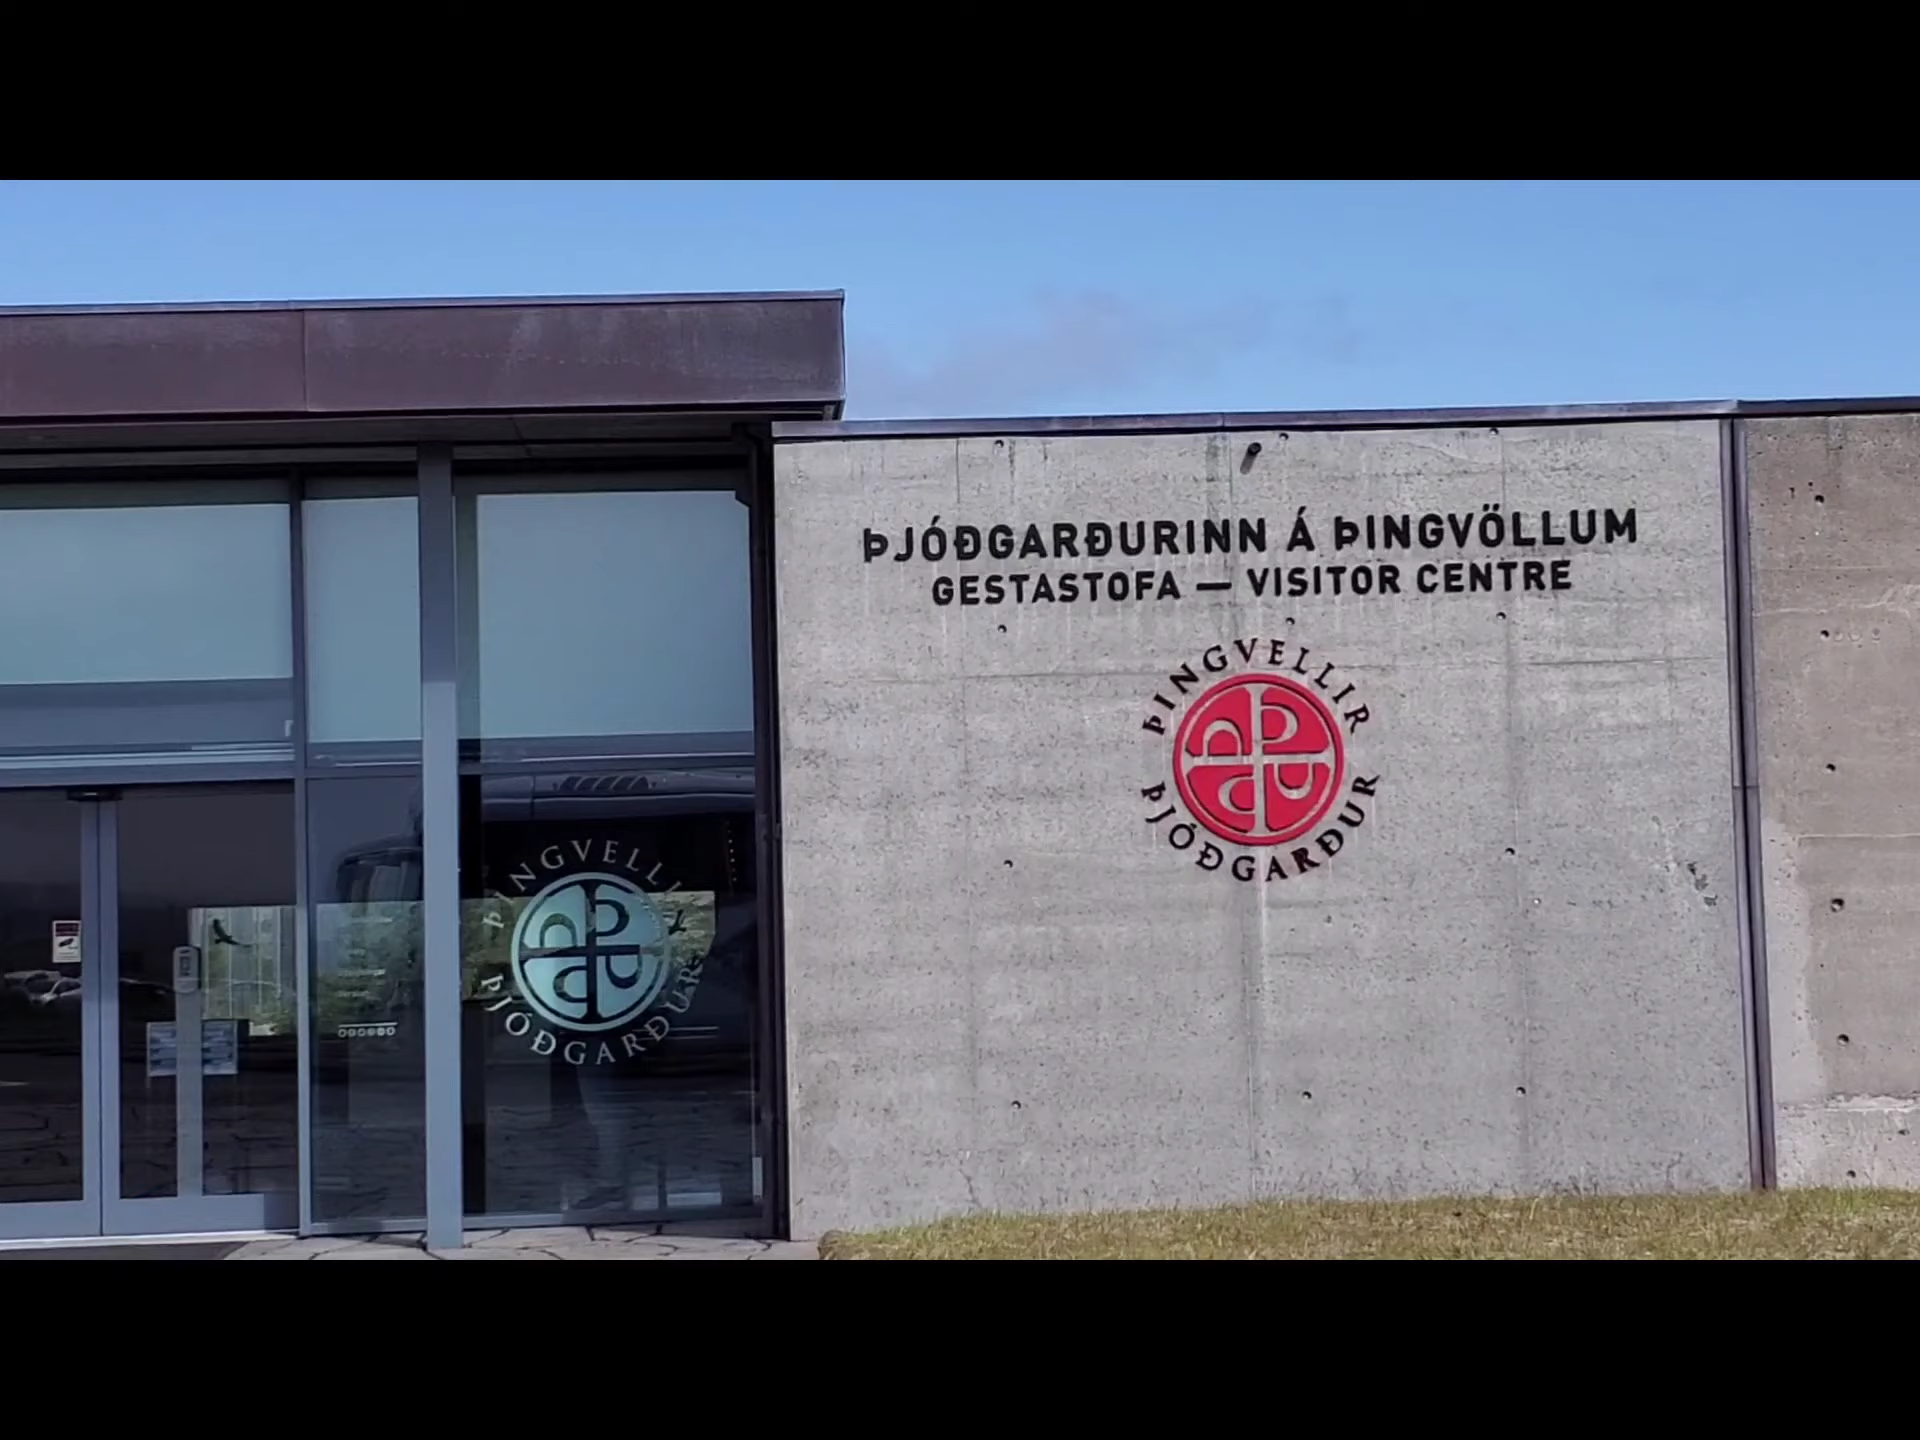 ÞJÓÐGARÐURINN Á ÞINGVÖLLUM
GESTASTOFA — VISITOR CENTRE
ÞINGVELLIR
ÞJÓÐGARÐUR
ÞINGVELLIR
ÞJÓÐGARÐUR